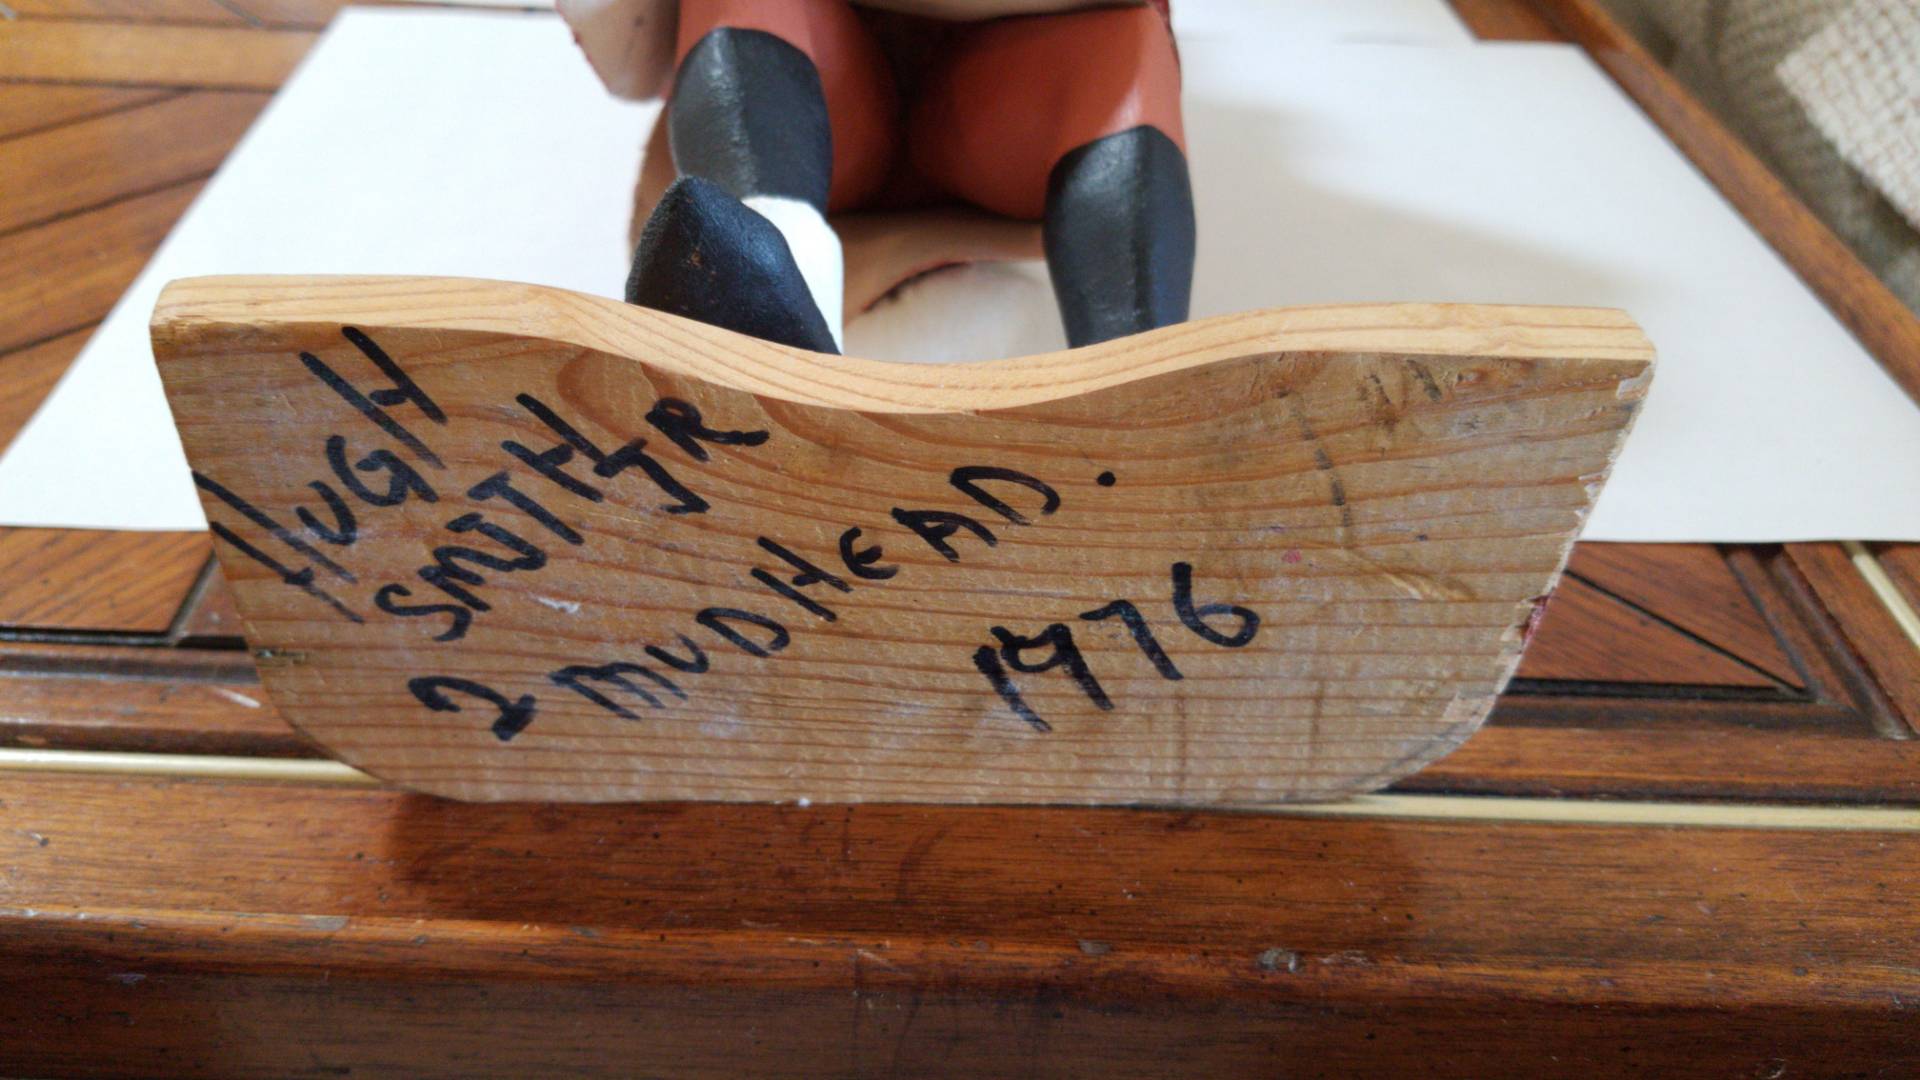 HUGH
SMITH JR
2 MUDHEAD.
1976